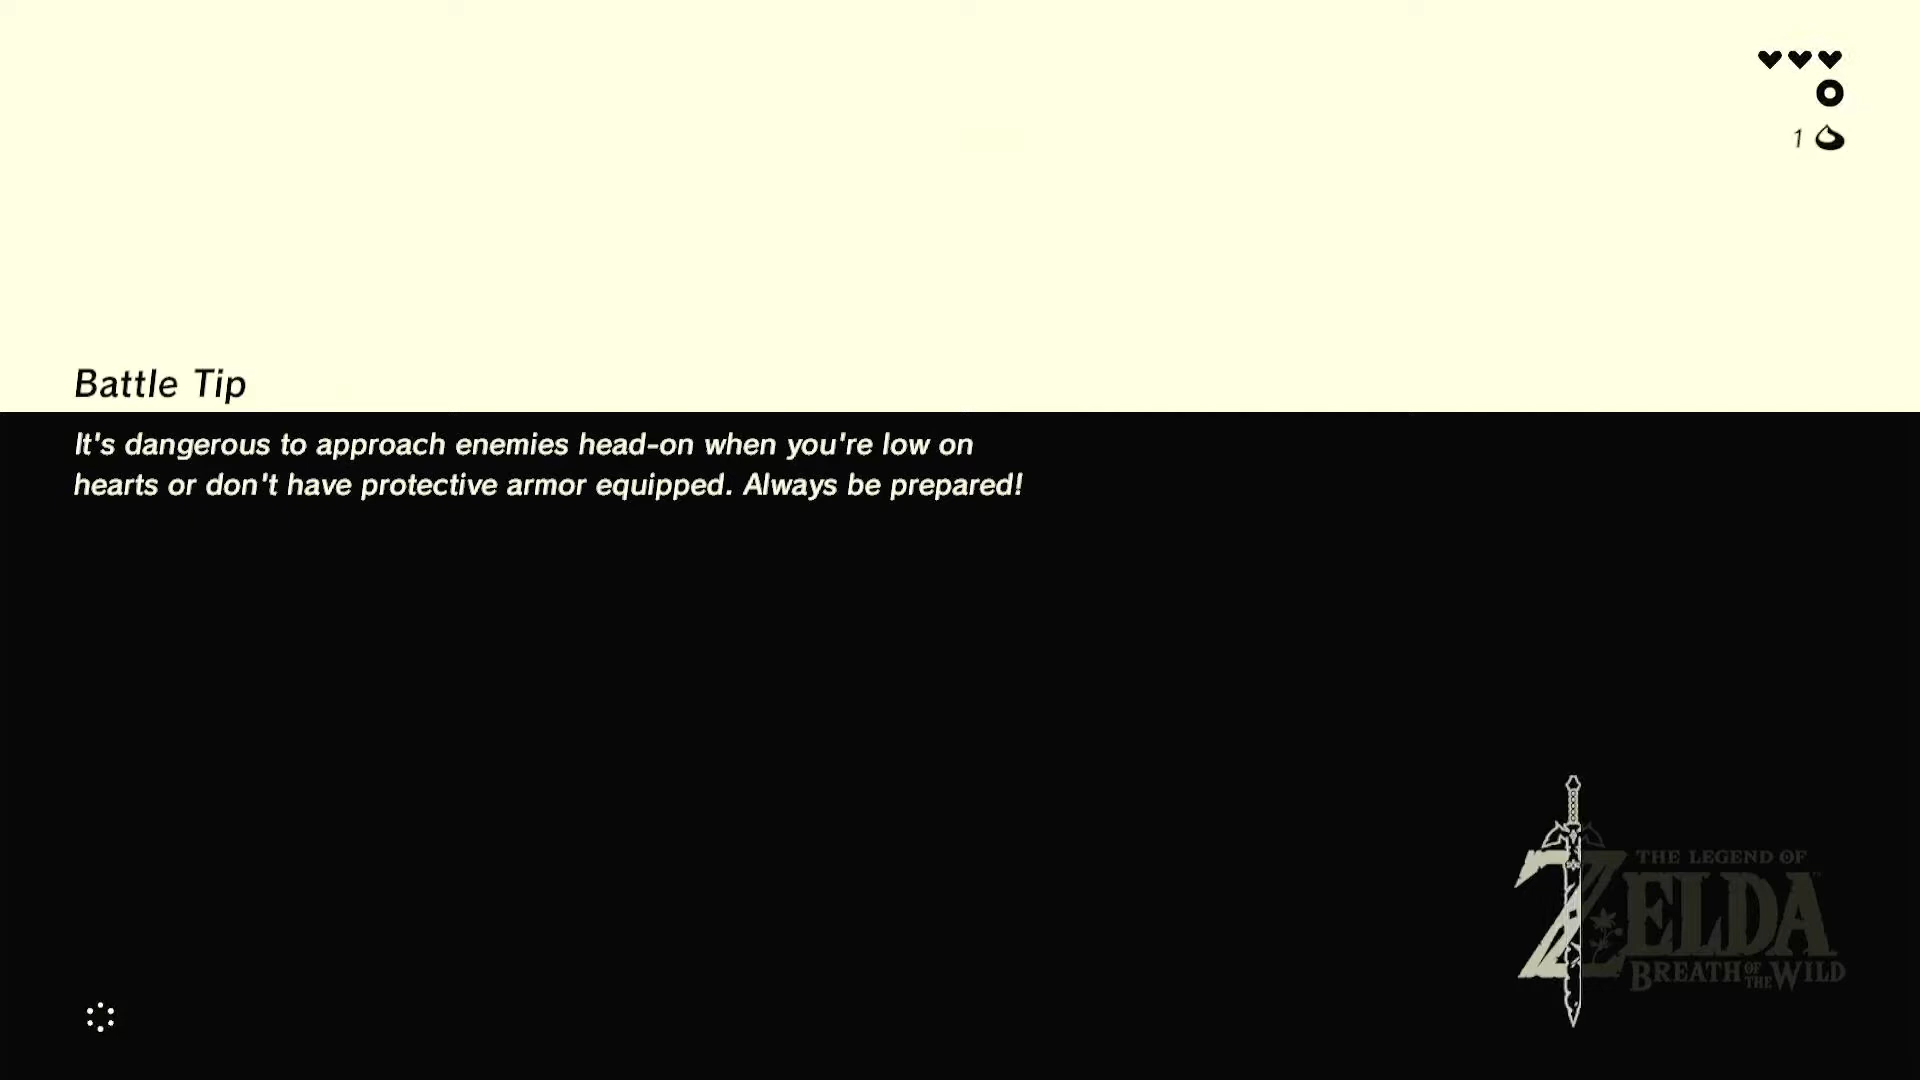 1
Battle Tip
It's dangerous to approach enemies head-on when you're low on
hearts or don't have protective armor equipped. Always be prepared!
THE LEGEND OF
ZELDA
BREATH OF THE WILD